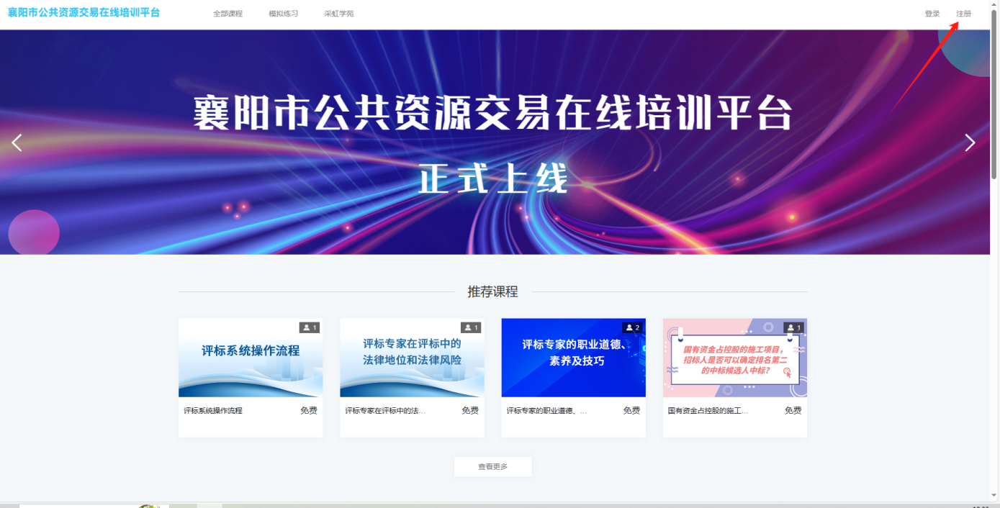 襄阳市公共资源交易在线培训平台
全部课程
模拟练习
采虹学苑
登录
注册
襄阳市公共资源交易在线培训平台
正式上线
推荐课程
1
评标系统操作流程
评标系统操作流程
免费
1
评标专家在评标中的
法律地位和法律风险
评标专家在评标中的法...
免费
2
评标专家的职业道德、
素养及技巧
评标专家的职业道德、...
免费
1
国有资金占控股的施工项目，
招标人是否可以确定排名第二
的中标候选人中标？
国有资金占控股的施工...
免费
查看更多